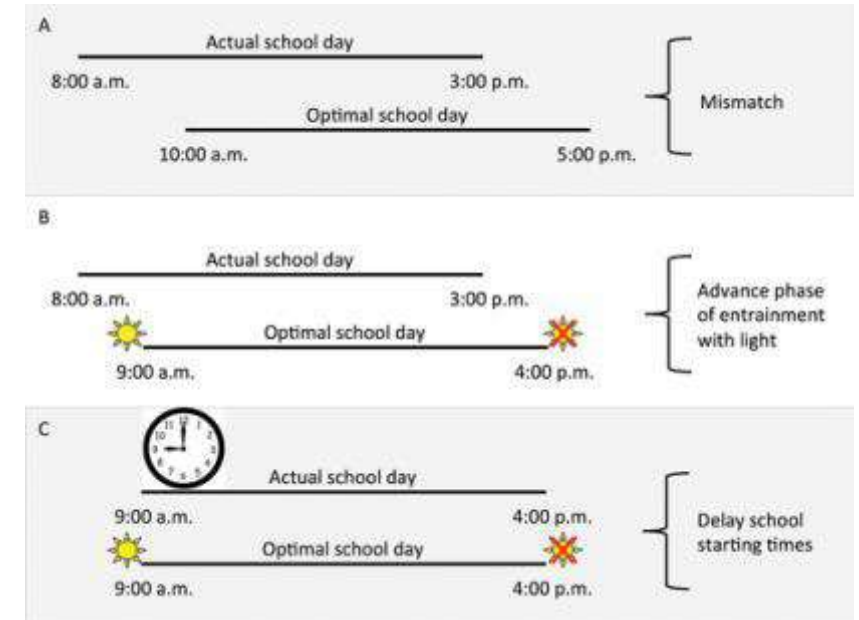 A
Actual school day
8:00 a.m.
3:00 p.m.
Optimal school day
10:00 a.m.
5:00 p.m.
Mismatch
B
Actual school day
8:00 a.m.
3:00 p.m.
Optimal school day
9:00 a.m.
4:00 p.m.
Advance phase
of entrainment
with light
C
Actual school day
9:00 a.m.
4:00 p.m.
Optimal school day
9:00 a.m.
4:00 p.m.
Delay school
starting times